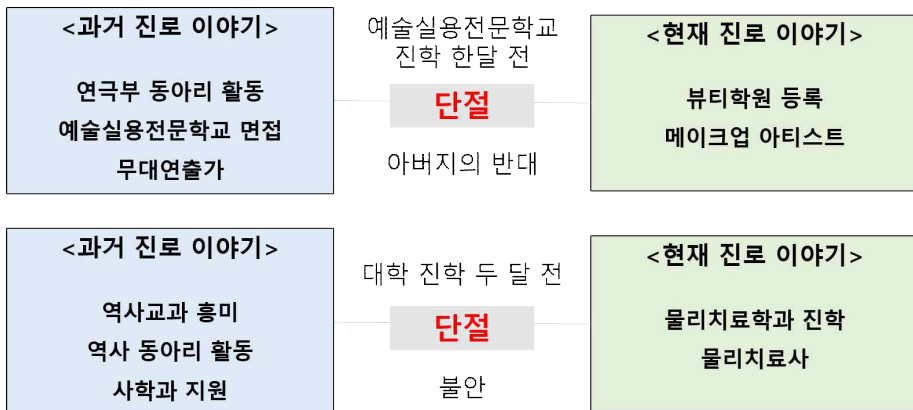 <과거 진로 이야기>
연극부 동아리 활동
예술실용전문학교 면접
무대연출가
예술실용전문학교
진학 한달 전
단절
아버지의 반대
<현재 진로 이야기>
뷰티학원 등록
메이크업 아티스트
<과거 진로 이야기>
역사교과 흥미
역사 동아리 활동
사학과 지원
대학 진학 두 달 전
단절
불안
<현재 진로 이야기>
물리치료학과 진학
물리치료사